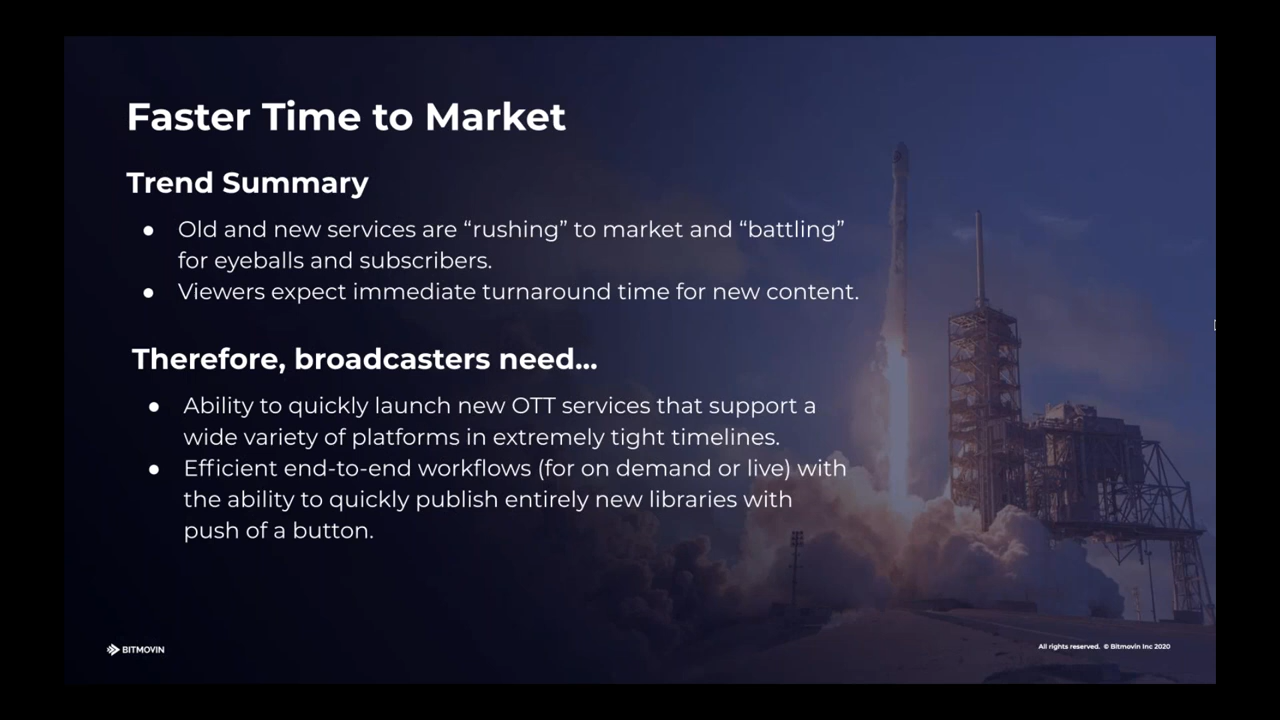 Faster Time to Market
Trend Summary
● Old and new services are “rushing” to market and “battling”
for eyeballs and subscribers.
● Viewers expect immediate turnaround time for new content.
Therefore, broadcasters need...
● Ability to quickly launch new OTT services that support a
wide variety of platforms in extremely tight timelines.
● Efficient end-to-end workflows (for on demand or live) with
the ability to quickly publish entirely new libraries with
push of a button.
BITMOVIN
All rights reserved. © Bitmovin Inc 2020